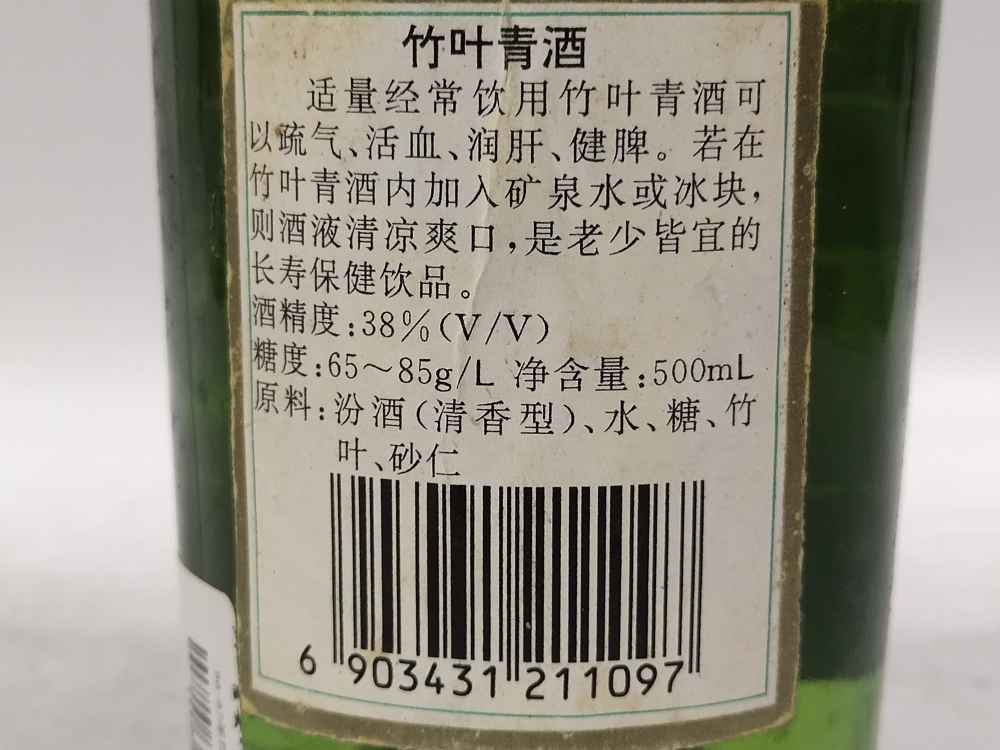 竹叶青酒
适量经常饮用竹叶青酒可
以疏气、活血、润肝、健脾。若在
竹叶青酒内加入矿泉水或冰块,
则酒液清凉爽口,是老少皆宜的
长寿保健饮品。
酒精度:38%(V/V)
糖度:65～85g/L 净含量:500mL
原料:汾酒(清香型)、水、糖、竹
叶、砂仁
6 903431 211097